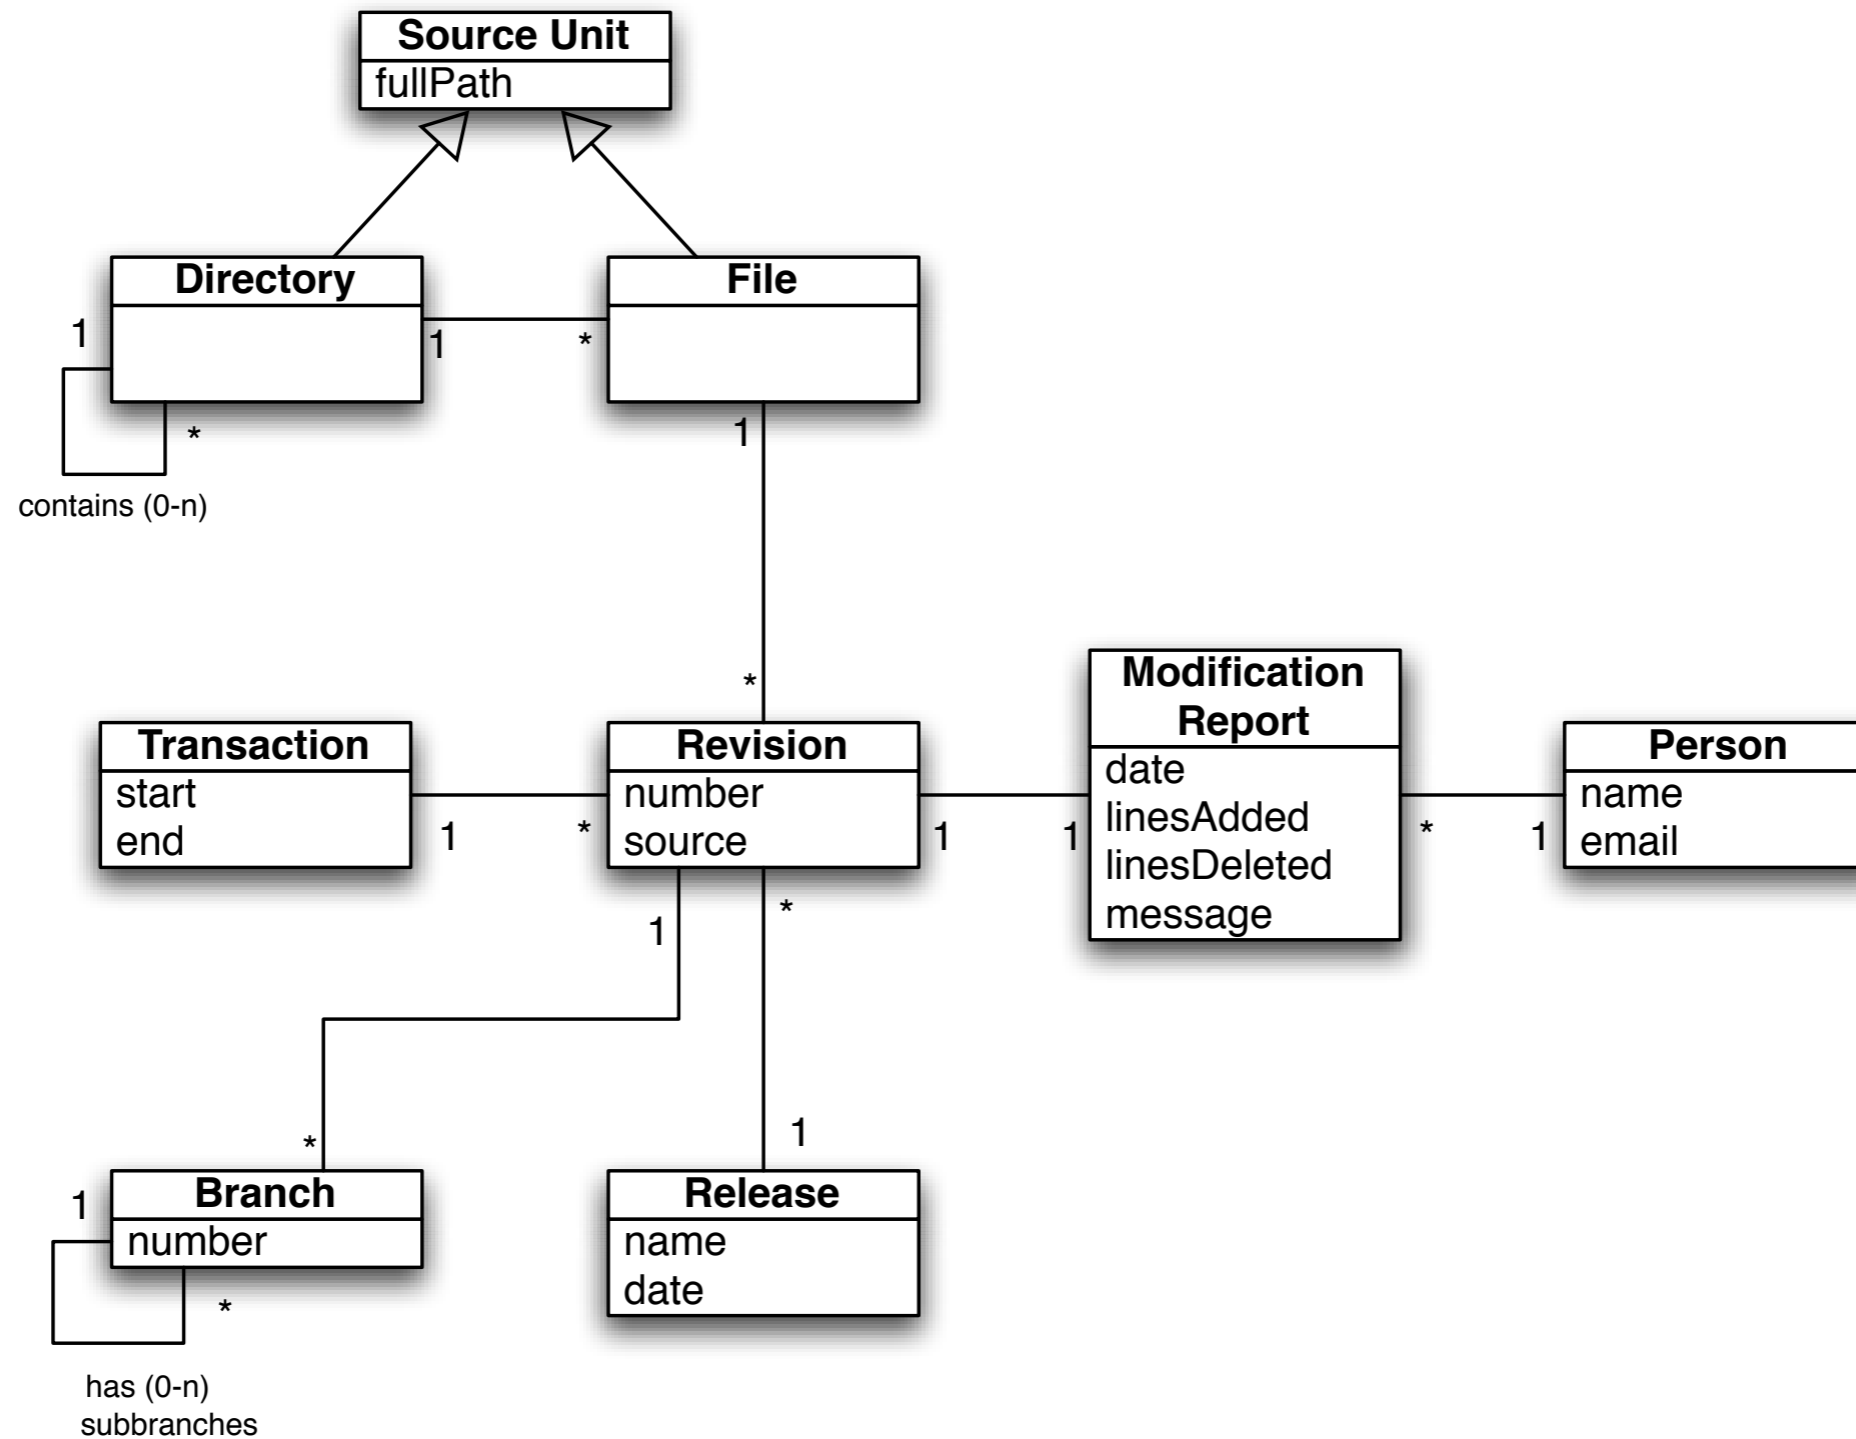 Source Unit
fullPath
Directory
File
1
1
*
*
1
contains (0-n)
*
Modification
Report
date
linesAdded
linesDeleted
message
Transaction
start
end
Revision
number
source
Person
name
email
1
*
1
1
*
1
1
*
*
1
Branch
number
Release
name
date
1
*
has (0-n)
subbranches